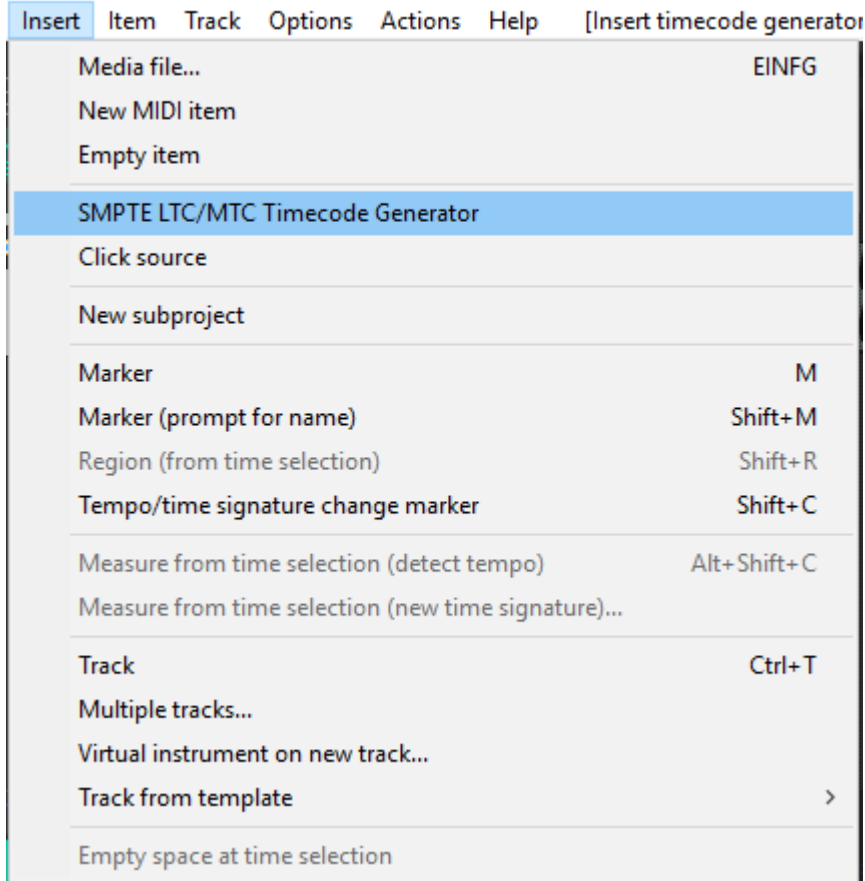 Insert Item Track Options Actions Help [Insert timecode generator
Media file... EINFG
New MIDI item
Empty item
SMPTE LTC/MTC Timecode Generator
Click source
New subproject
Marker M
Marker (prompt for name) Shift+M
Region (from time selection) Shift+R
Tempo/time signature change marker Shift+C
Measure from time selection (detect tempo) Alt+Shift+C
Measure from time selection (new time signature)...
Track Ctrl+T
Multiple tracks...
Virtual instrument on new track...
Track from template
Empty space at time selection